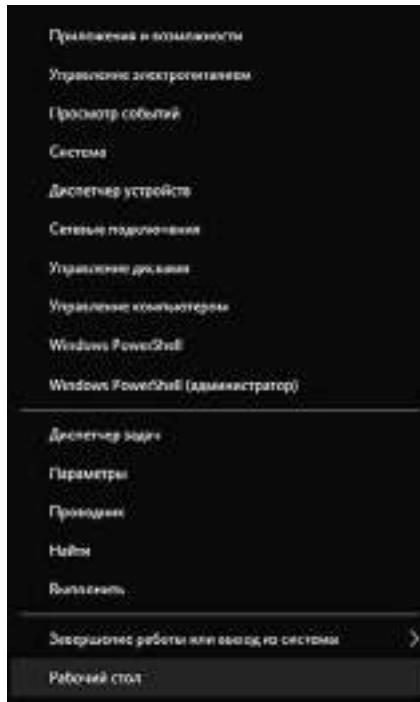 Приложения и возможности
Управление электропитанием
Просмотр событий
Система
Диспетчер устройств
Сетевые подключения
Управление дисками
Управление компьютером
Windows PowerShell
Windows PowerShell (администратор)
Диспетчер задач
Параметры
Проводник
Найти
Выполнить
Завершение работы или выход из системы
Рабочий стол